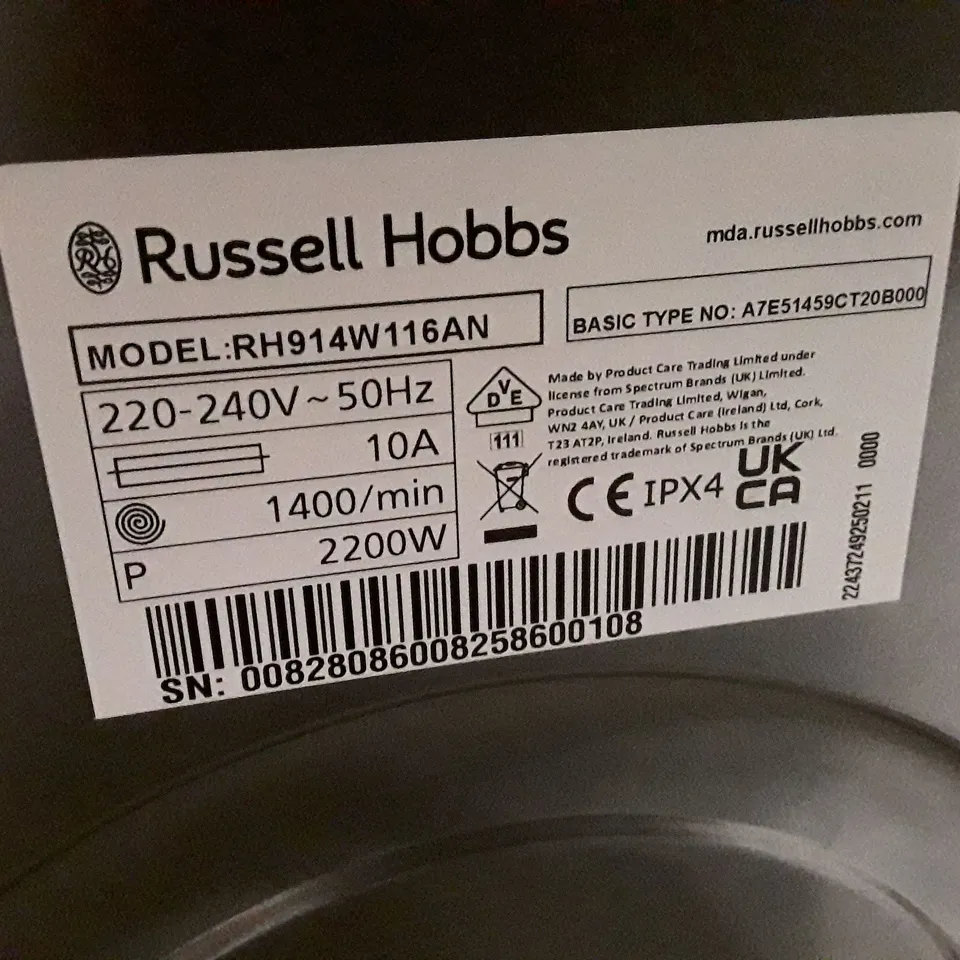 RH
Russell Hobbs
mda.russellhobbs.com
MODEL:RH914W116AN
BASIC TYPE NO: A7E51459CT20B000
220-240V~50Hz
10A
1400/min
P 2200W
DVE
111
Made by Product Care Trading Limited under
license from Spectrum Brands (UK) Limited.
Product Care Trading Limited, Wigan,
WN2 4AY, UK / Product Care (Ireland) Ltd, Cork,
T23 AT2P, Ireland. Russell Hobbs is the
registered trademark of Spectrum Brands (UK) Ltd.
CE IPX4
UK
CA
SN: 00828086008258600108
22437249250211 0000